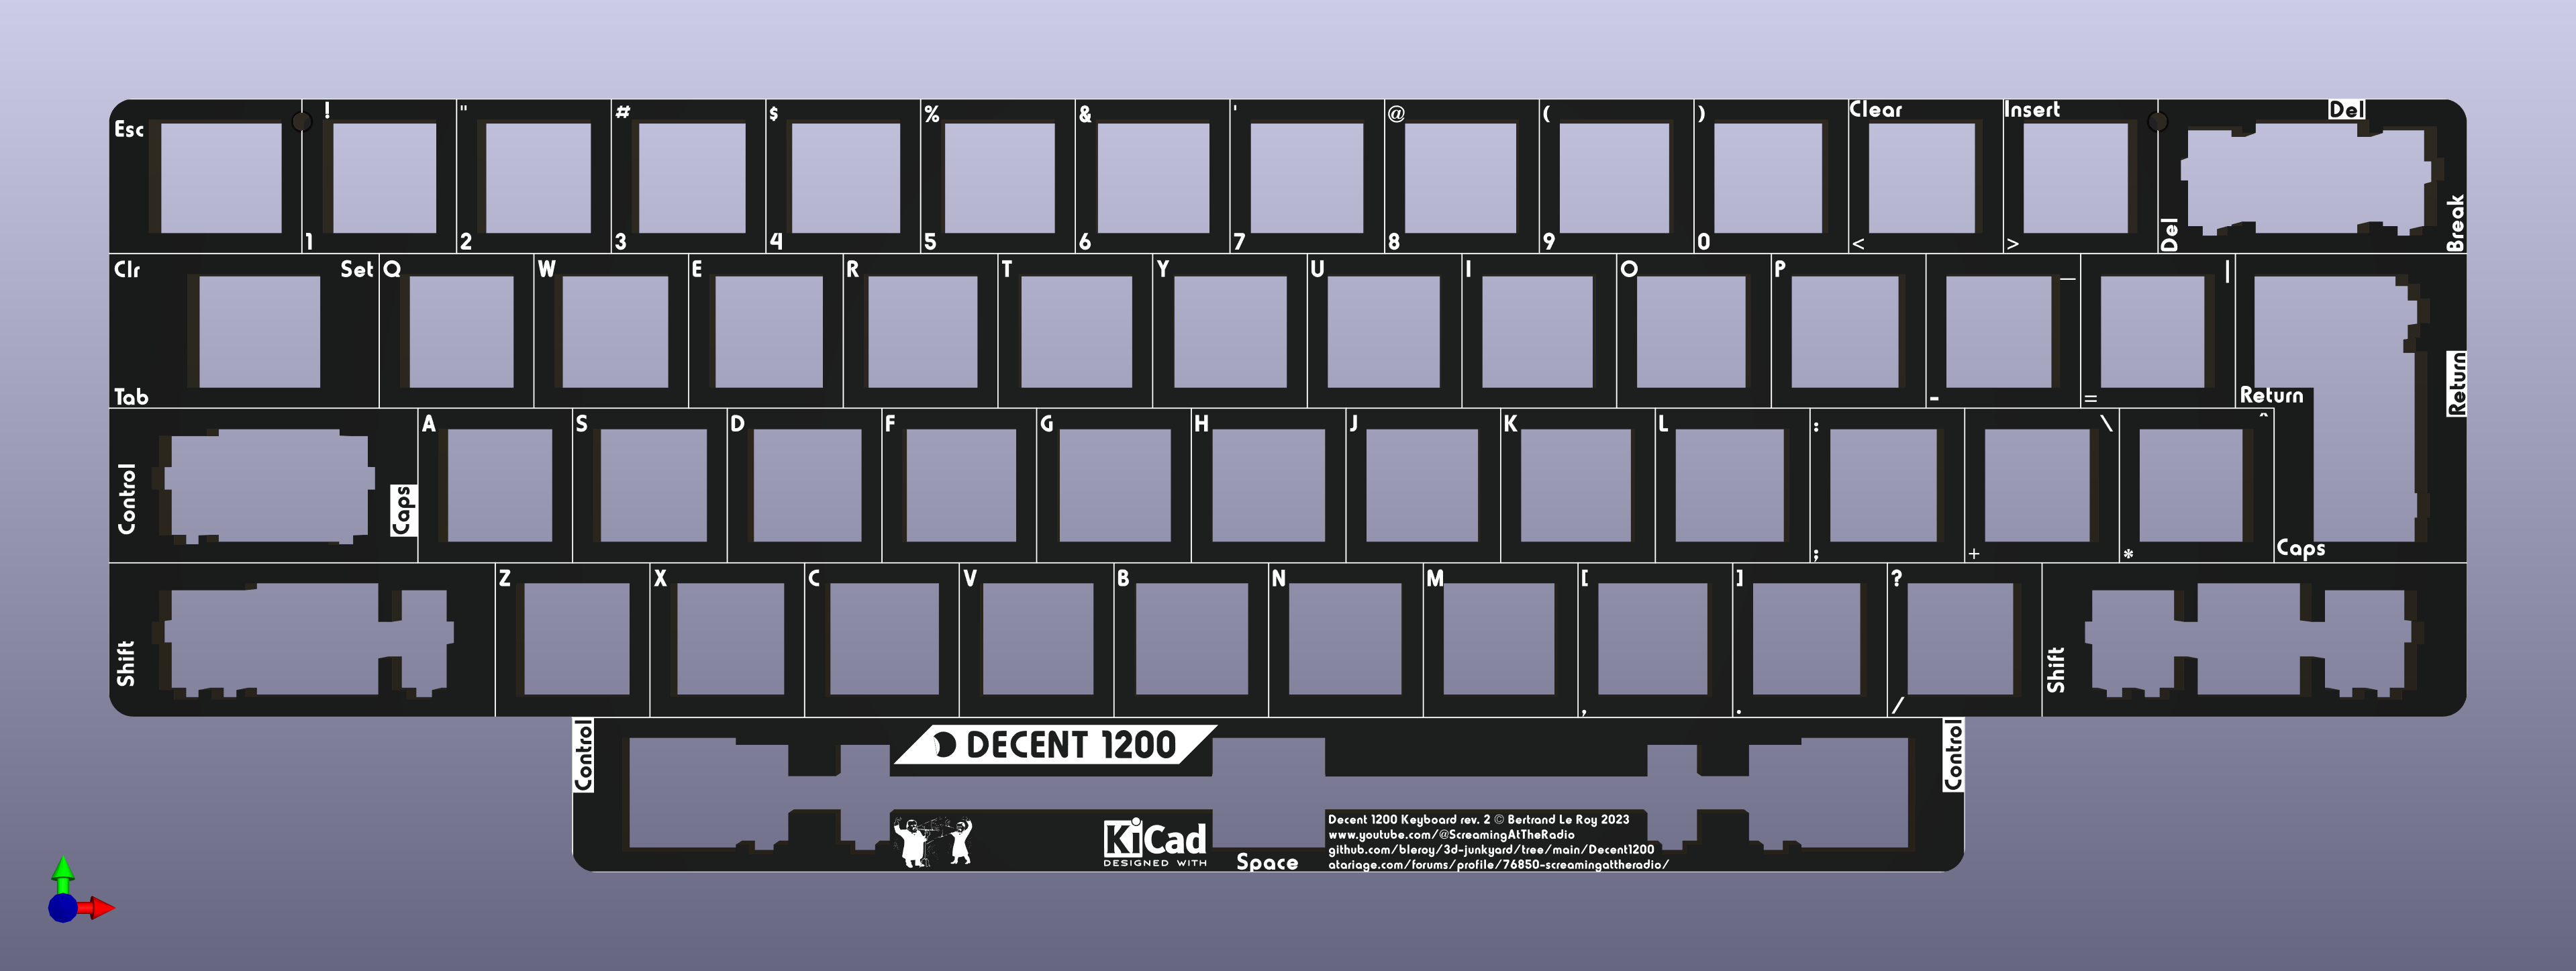 Esc ! " # $ % & ' @ ( ) Clear Insert Del
1 2 3 4 5 6 7 8 9 0 < > Del Break
Clr Set Q W E R T Y U I O P _ |
Tab - = Return Return
Control Caps A S D F G H J K L : \ ^
; + * Caps
Shift Z X C V B N M [ ] ? Shift
, . /
Control DECENT 1200 Control
KiCad
DESIGNED WITH
Space
Decent 1200 Keyboard rev. 2 © Bertrand Le Roy 2023
www.youtube.com/@ScreamingAtTheRadio
github.com/bleroy/3d-junkyard/tree/main/Decent1200
atariage.com/forums/profile/76850-screamingattheradio/